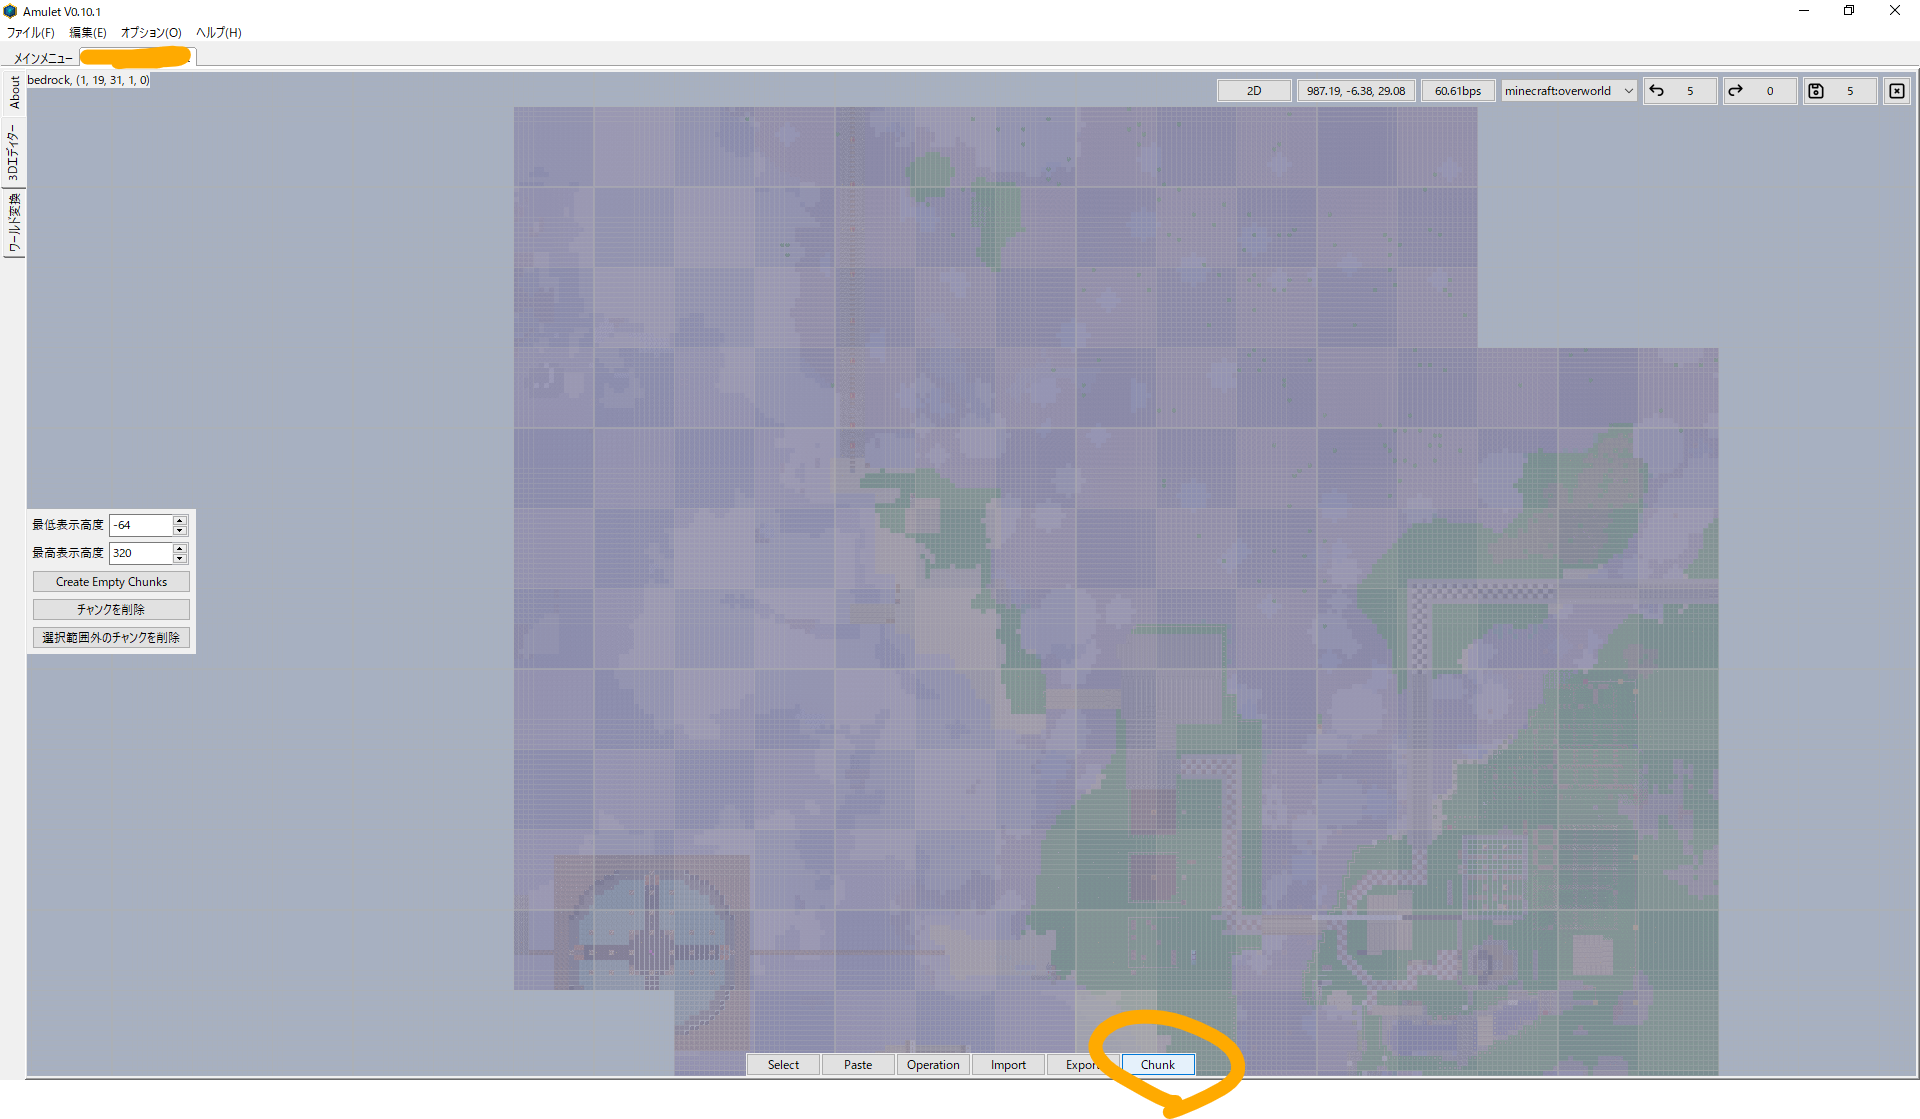 Amulet V0.10.1
ファイル(F) 編集(E) オプション(O) ヘルプ(H)
メインメニュー
About
3Dエディター
ワールド変換
bedrock, (1, 19, 31, 1, 0)
2D 987.19, -6.38, 29.08 60.61bps minecraft:overworld 5 0 5
最低表示高度 -64
最高表示高度 320
Create Empty Chunks
チャンクを削除
選択範囲外のチャンクを削除
Select Paste Operation Import Export Chunk